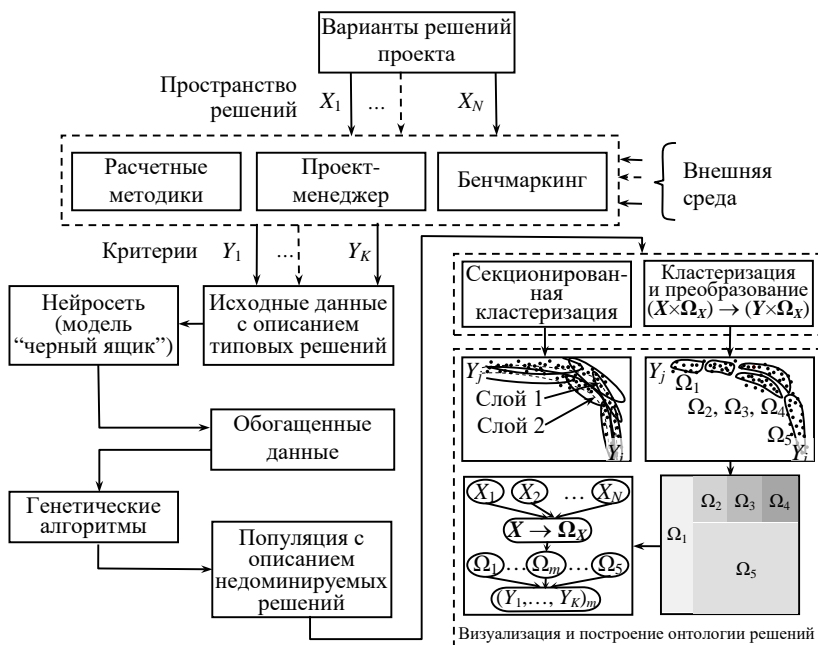 Варианты решений
проекта
Пространство
решений
X1 ... XN
Расчетные
методики
Проект-
менеджер
Бенчмаркинг
Внешняя
среда
Критерии Y1 ... YK
Нейросеть
(модель
“черный ящик”)
Исходные данные
с описанием
типовых решений
Обогащенные
данные
Генетические
алгоритмы
Популяция с
описанием
недоминируемых
решений
Секционирован-
ная
кластеризация
Кластеризация
и преобразование
(X×ΩX) → (Y×ΩX)
Yj
Слой 1
Слой 2
Yi
Yj
Ω1
Ω2, Ω3, Ω4
Ω5
Yi
X1 X2 ... XN
X → ΩX
Ω1 ... Ωm ... Ω5
(Y1,..., YK)m
Ω1
Ω2 Ω3 Ω4
Ω5
Визуализация и построение онтологии решений